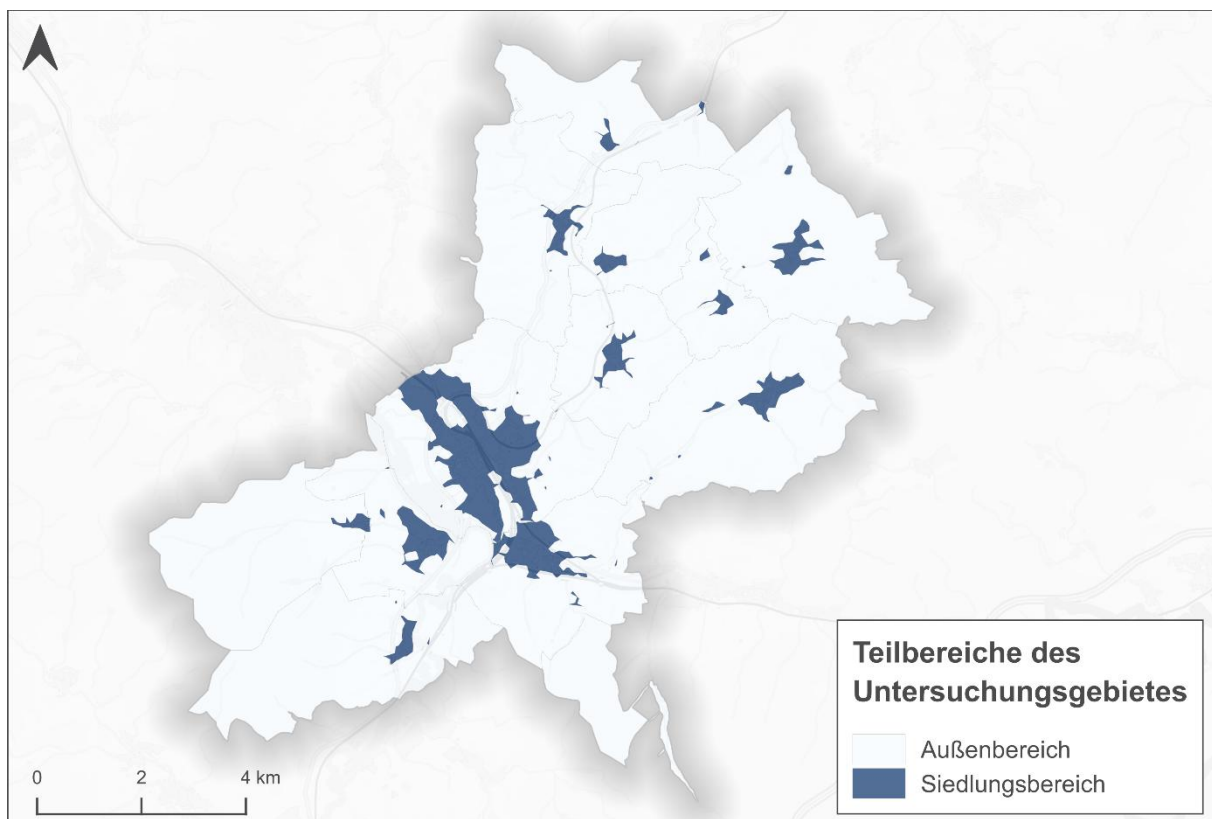 Teilbereiche des
Untersuchungsgebietes
Außenbereich
Siedlungsbereich
0 2 4 km